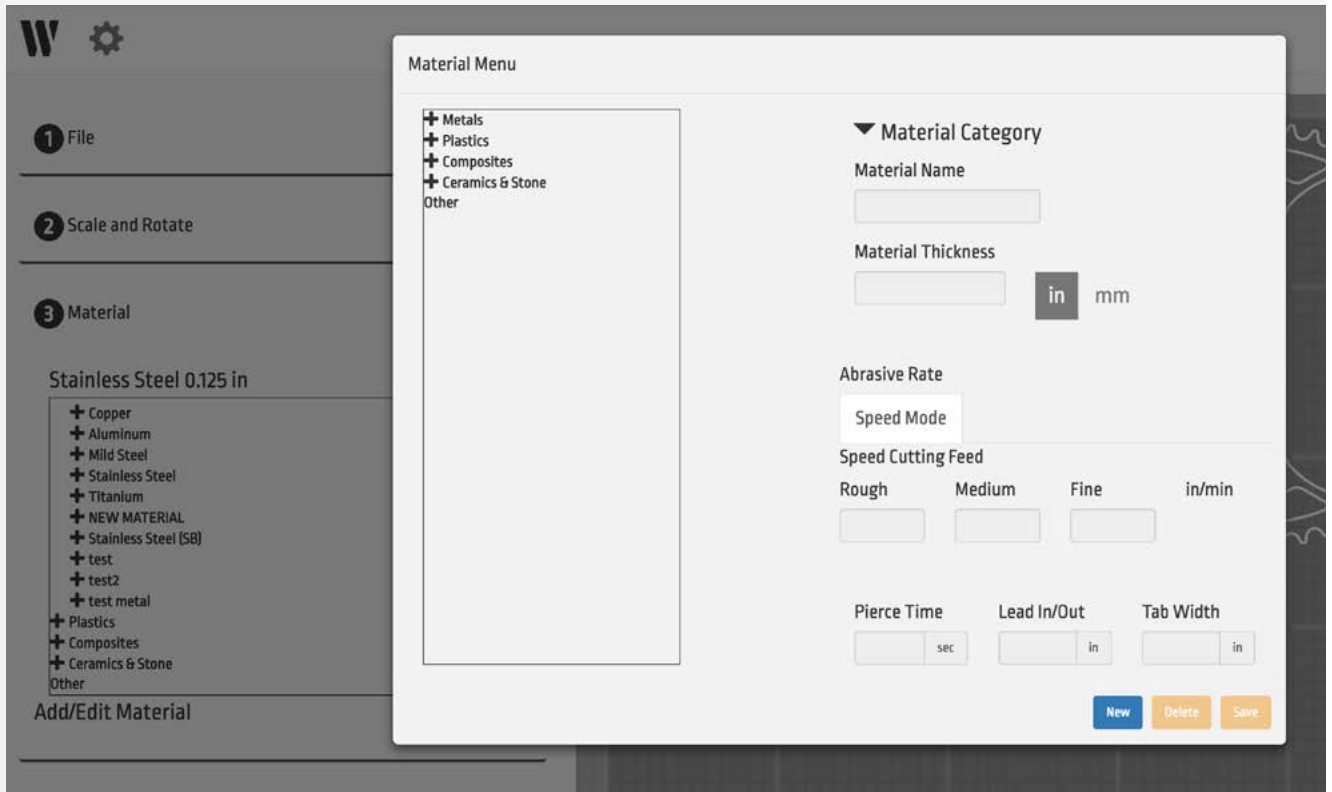 W
1 File
2 Scale and Rotate
3 Material
Stainless Steel 0.125 in
Copper
Aluminum
Mild Steel
Stainless Steel
Titanium
NEW MATERIAL
Stainless Steel (SB)
test
test2
test metal
Plastics
Composites
Ceramics & Stone
Other
Add/Edit Material
Material Menu
Metals
Plastics
Composites
Ceramics & Stone
Other
Material Category
Material Name
Material Thickness
in mm
Abrasive Rate
Speed Mode
Speed Cutting Feed
Rough Medium Fine in/min
Pierce Time Lead In/Out Tab Width
sec in in
New Delete Save